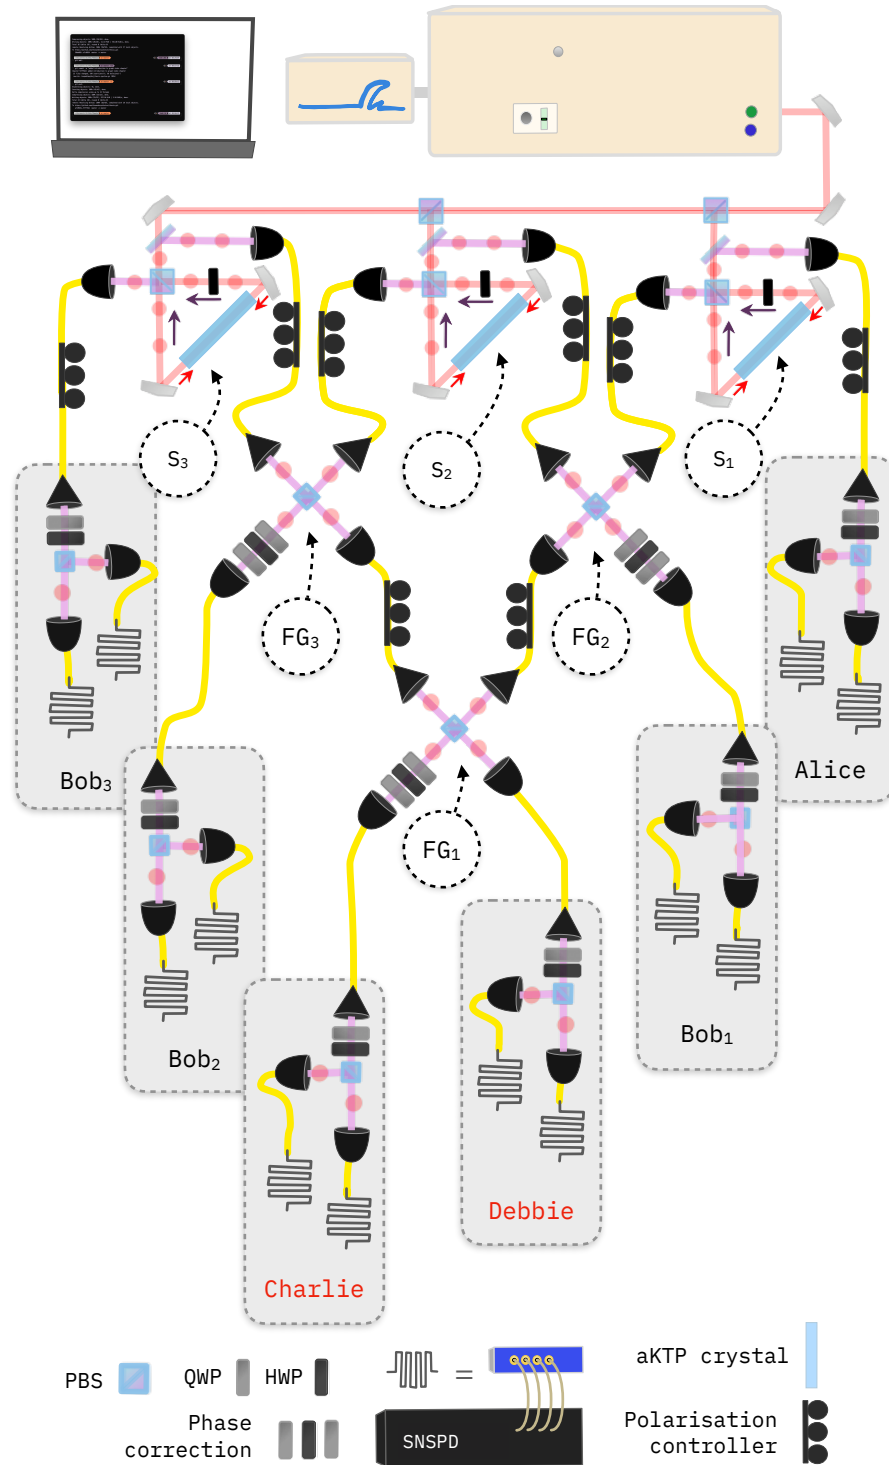 S₃
S₂
S₁
FG₃
FG₂
Bob₃
Alice
FG₁
Bob₁
Bob₂
Debbie
Charlie
PBS
QWP
HWP
=
aKTP crystal
Phase
correction
SNSPD
Polarisation
controller